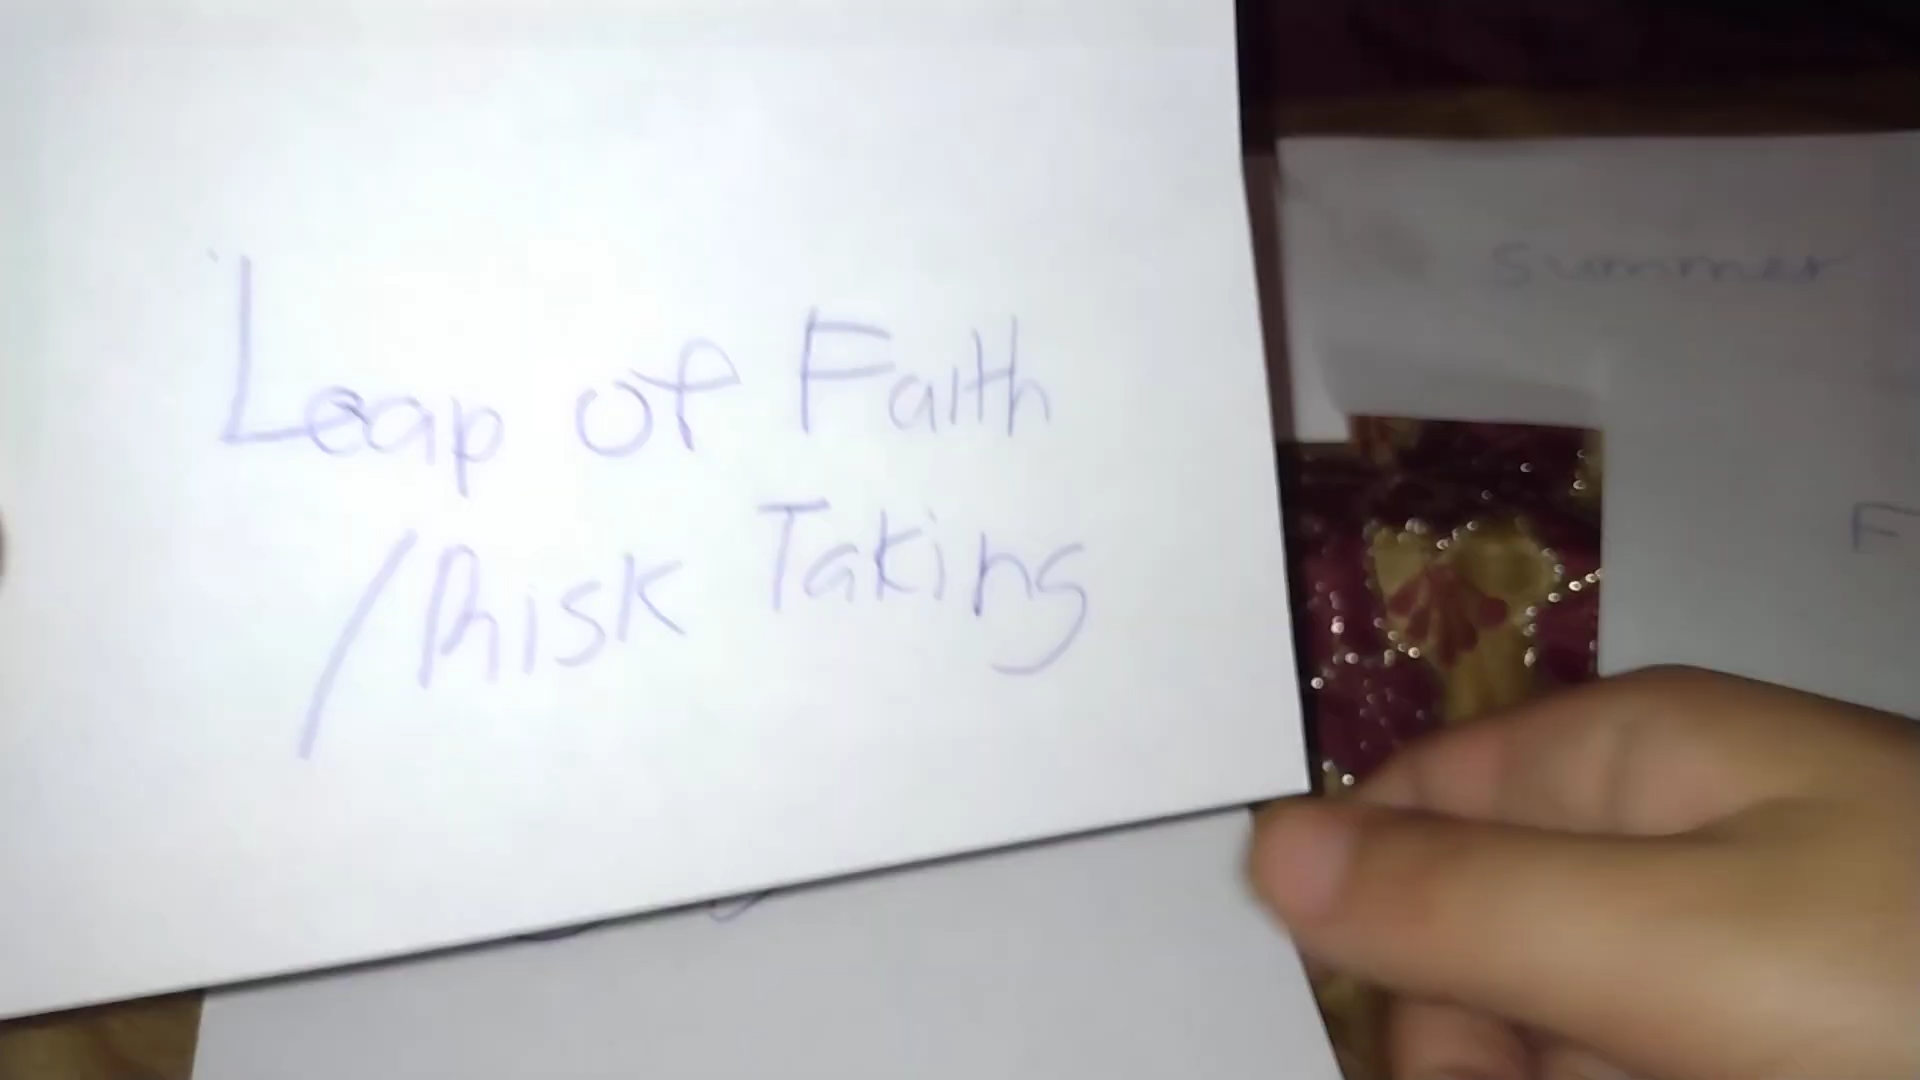 Leap of Faith
/Risk Taking
summer
F